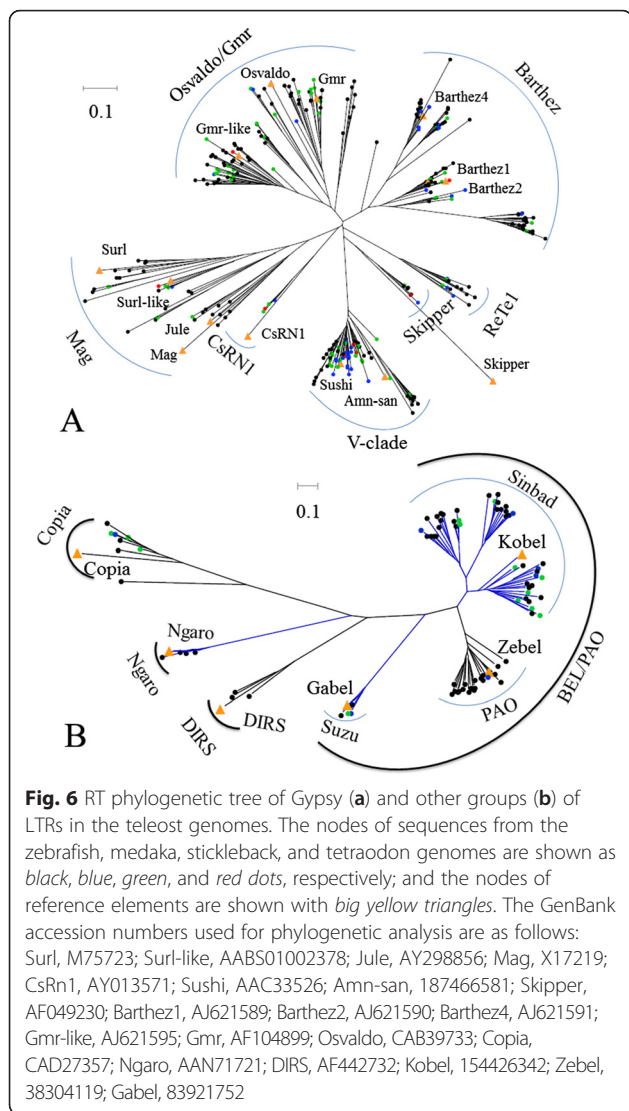 Osvaldo/Gmr
Osvaldo
Gmr
Barthez
0.1
Barthez4
Gmr-like
Barthez1
Barthez2
Surl
Surl-like
Jule
Mag
Mag
CsRN1
CsRN1
Skipper
ReTe1
Skipper
Sushi
Amn-san
V-clade
A
0.1
Sinbad
Copia
Copia
Kobel
Ngaro
Ngaro
Zebel
BEL/PAO
DIRS
DIRS
Gabel
Suzu
PAO
B
Fig. 6 RT phylogenetic tree of Gypsy (a) and other groups (b) of
LTRs in the teleost genomes. The nodes of sequences from the
zebrafish, medaka, stickleback, and tetraodon genomes are shown as
black, blue, green, and red dots, respectively; and the nodes of
reference elements are shown with big yellow triangles. The GenBank
accession numbers used for phylogenetic analysis are as follows:
Surl, M75723; Surl-like, AABS01002378; Jule, AY298856; Mag, X17219;
CsRn1, AY013571; Sushi, AAC33526; Amn-san, 187466581; Skipper,
AF049230; Barthez1, AJ621589; Barthez2, AJ621590; Barthez4, AJ621591;
Gmr-like, AJ621595; Gmr, AF104899; Osvaldo, CAB39733; Copia,
CAD27357; Ngaro, AAN71721; DIRS, AF442732; Kobel, 154426342; Zebel,
38304119; Gabel, 83921752